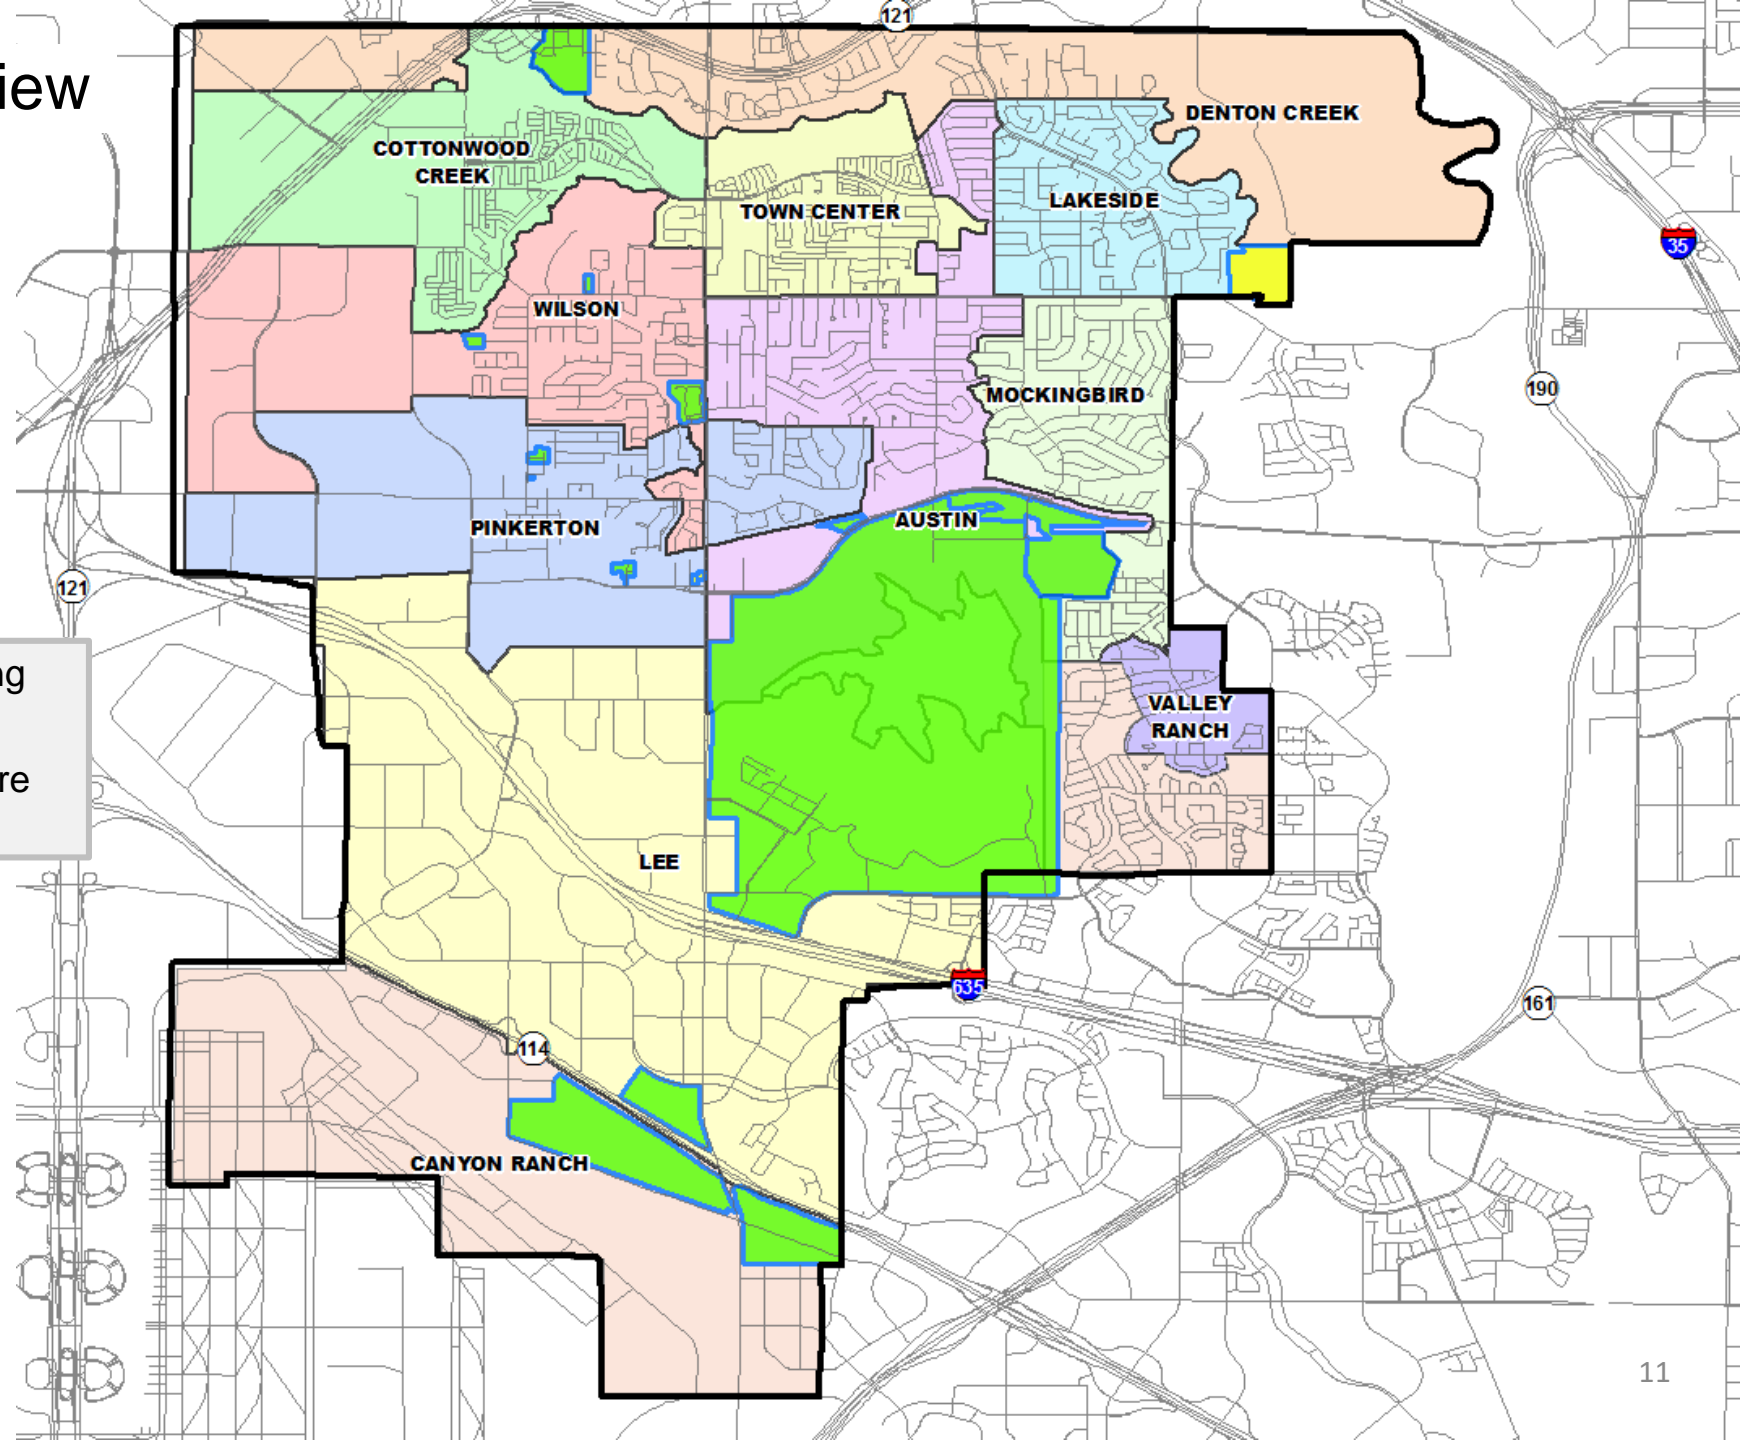 121
iew
DENTON CREEK
COTTONWOOD
CREEK
LAKESIDE
TOWN CENTER
35
WILSON
190
MOCKINGBIRD
AUSTIN
PINKERTON
121
ng
VALLEY
RANCH
re
LEE
635
161
114
CANYON RANCH
11